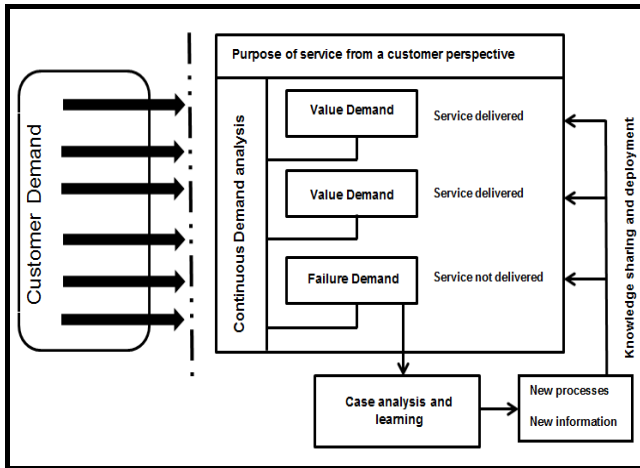 Customer Demand
Purpose of service from a customer perspective
Continuous Demand analysis
Value Demand
Service delivered
Value Demand
Service delivered
Failure Demand
Service not delivered
Knowledge sharing and deployment
Case analysis and
learning
New processes
New information